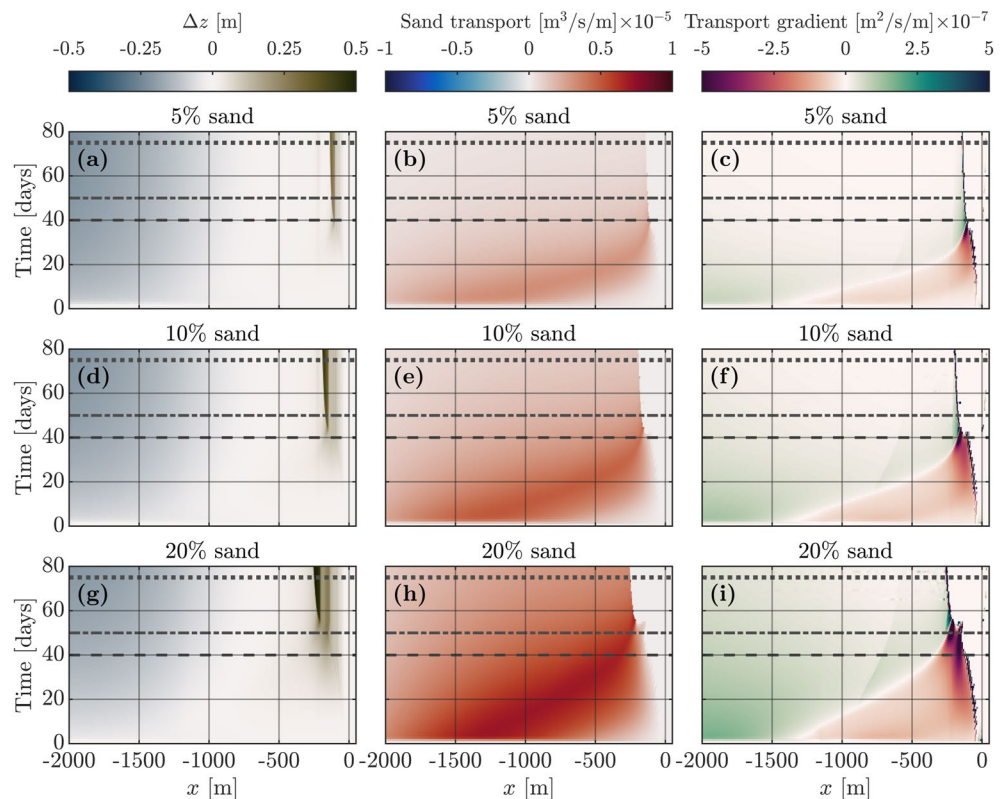 Δz [m]
Sand transport [m³/s/m]×10⁻⁵
Transport gradient [m²/s/m]×10⁻⁷
-0.5 -0.25 0 0.25 0.5
-1 -0.5 0 0.5 1
-5 -2.5 0 2.5 5
5% sand 5% sand 5% sand
(a) (b) (c)
Time [days]
80
60
40
20
0
10% sand 10% sand 10% sand
(d) (e) (f)
Time [days]
80
60
40
20
0
20% sand 20% sand 20% sand
(g) (h) (i)
Time [days]
80
60
40
20
0
-2000 -1500 -1000 -500 0
-2000 -1500 -1000 -500 0
-2000 -1500 -1000 -500 0
x [m] x [m] x [m]